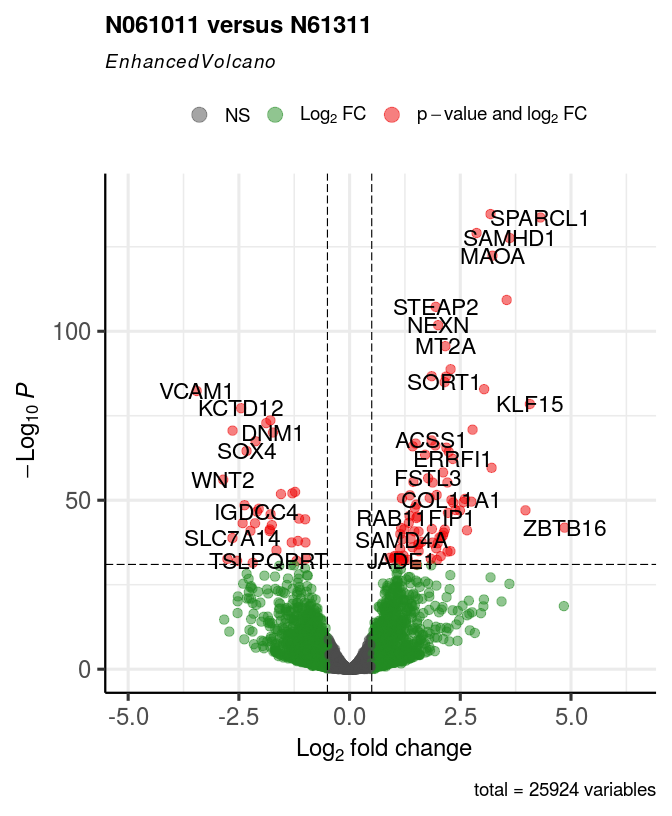 N061011 versus N61311
EnhancedVolcano
NS
Log2 FC
p − value and log2 FC
SPARCL1
SAMHD1
MAOA
STEAP2
NEXN
MT2A
SORT1
VCAM1
KLF15
KCTD12
DNM1
ACSS1
SOX4
ERRFI1
WNT2
FSTL3
COL11A1
IGDCC4
RAB11FIP1
ZBTB16
SLC7A14
SAMD4A
TSLP
QPRT
JADE1
100
50
0
−Log10 P
-5.0 -2.5 0.0 2.5 5.0
Log2 fold change
total = 25924 variables